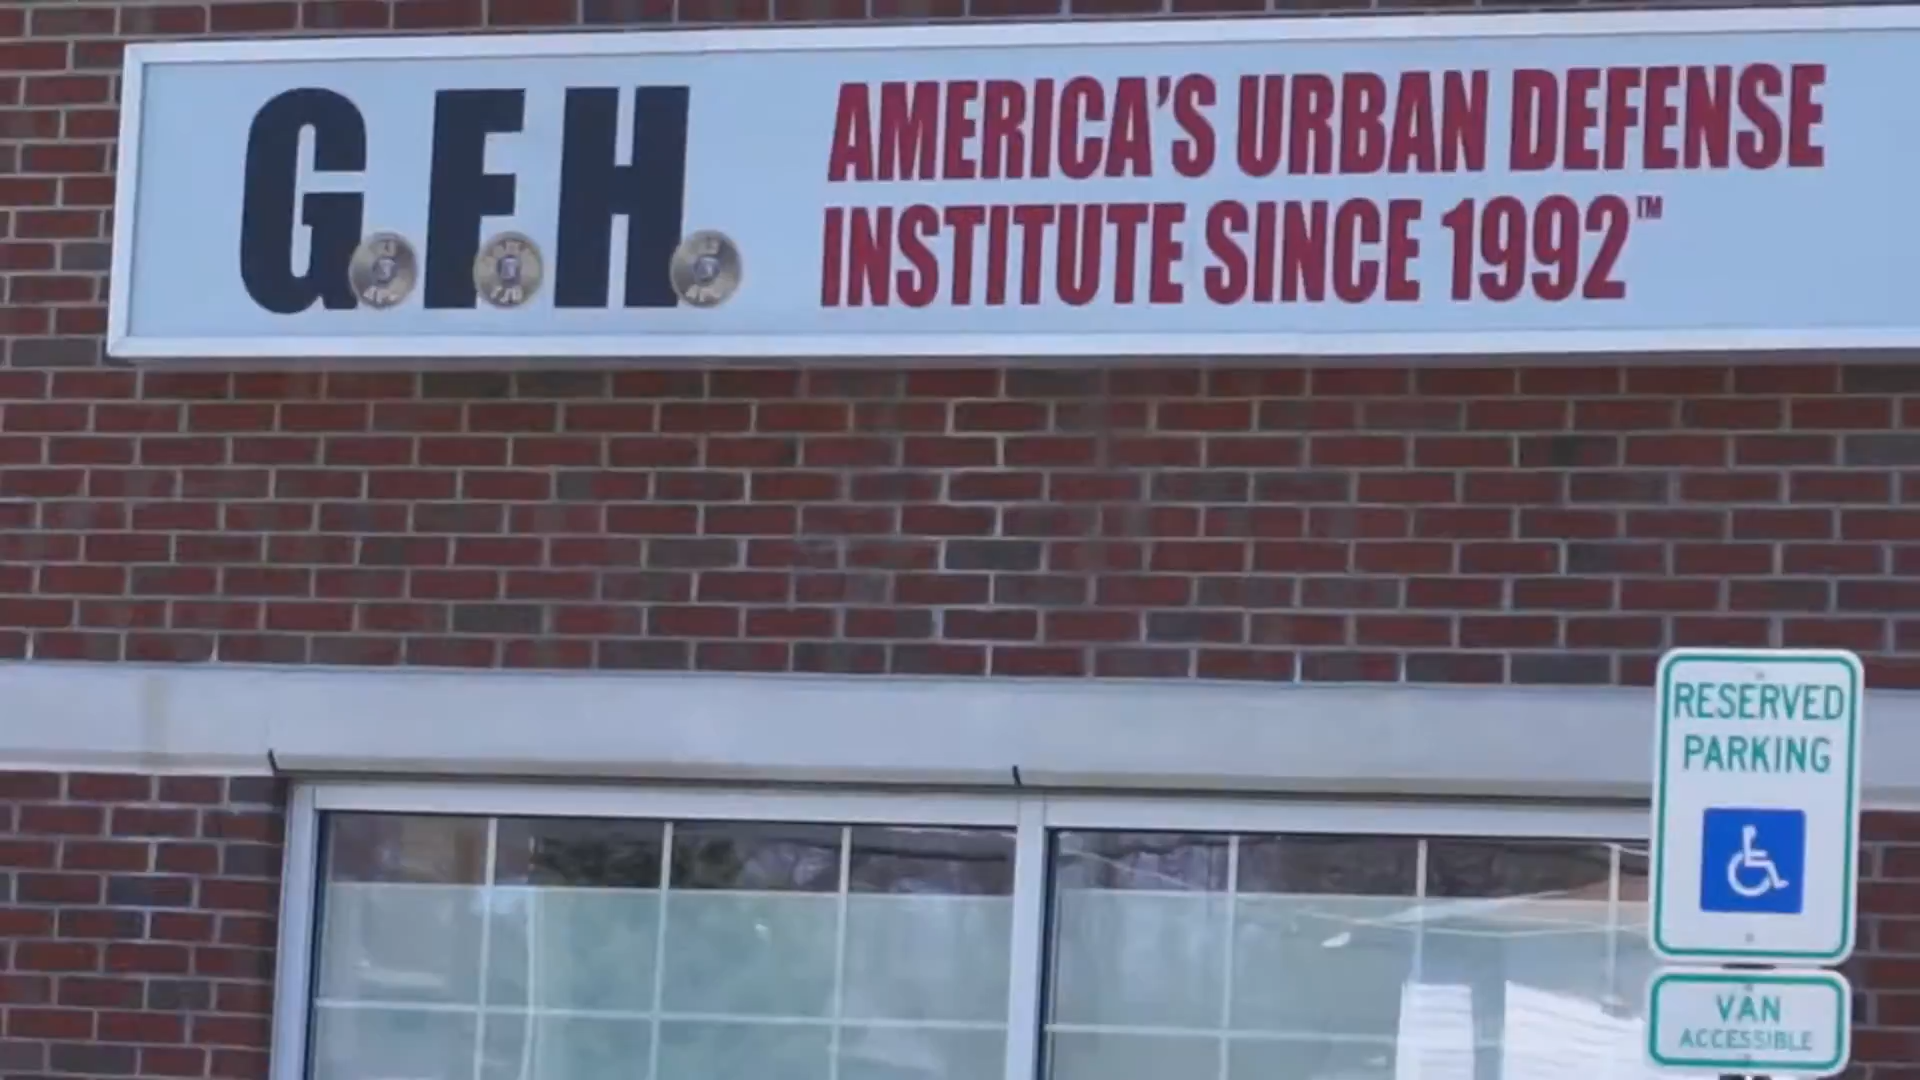 G.F.H.
AMERICA'S URBAN DEFENSE
INSTITUTE SINCE 1992™
RESERVED
PARKING
VAN
ACCESSIBLE